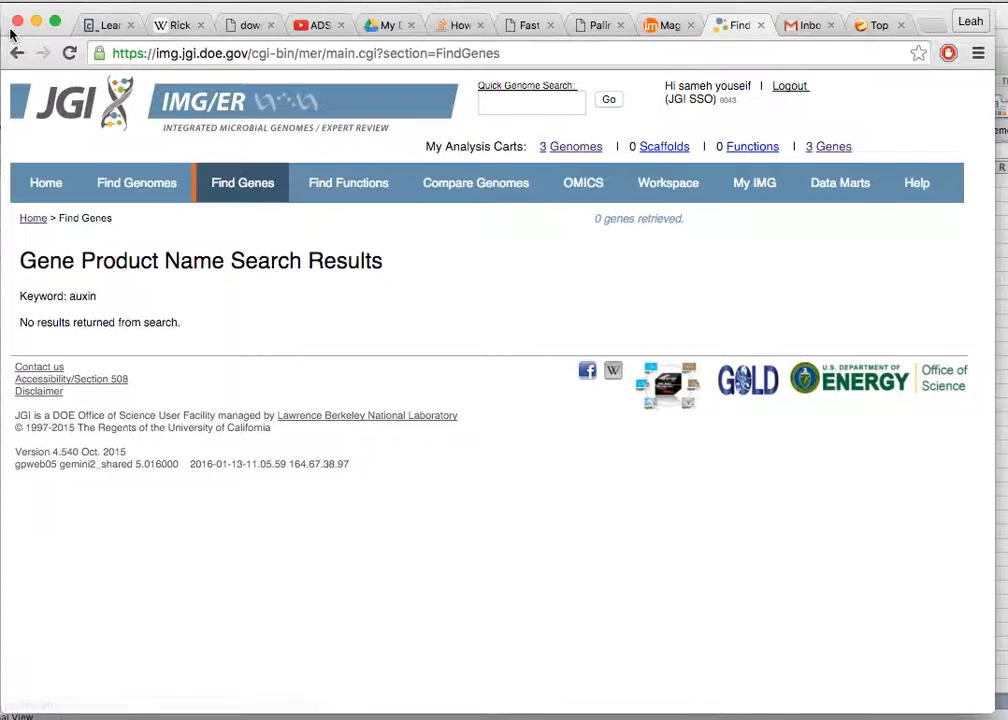 Lear
Rick
dow
ADS
My D
How
Fast
Palir
Mag
Find
Inbo
Top
Leah
https://img.jgi.doe.gov/cgi-bin/mer/main.cgi?section=FindGenes
JGI
IMG/ER
INTEGRATED MICROBIAL GENOMES / EXPERT REVIEW
Quick Genome Search:
Go
Hi sameh youseif | Logout
(JGI SSO) 6043
My Analysis Carts: 3 Genomes | 0 Scaffolds | 0 Functions | 3 Genes
Home Find Genomes Find Genes Find Functions Compare Genomes OMICS Workspace My IMG Data Marts Help
Home > Find Genes
0 genes retrieved.
Gene Product Name Search Results
Keyword: auxin
No results returned from search.
Contact us
Accessibility/Section 508
Disclaimer
W
GOLD
U.S. DEPARTMENT OF
ENERGY
Office of
Science
JGI is a DOE Office of Science User Facility managed by Lawrence Berkeley National Laboratory
© 1997-2015 The Regents of the University of California
Version 4.540 Oct. 2015
gpweb05 gemini2_shared 5.016000 2016-01-13-11.05.59 164.67.38.97